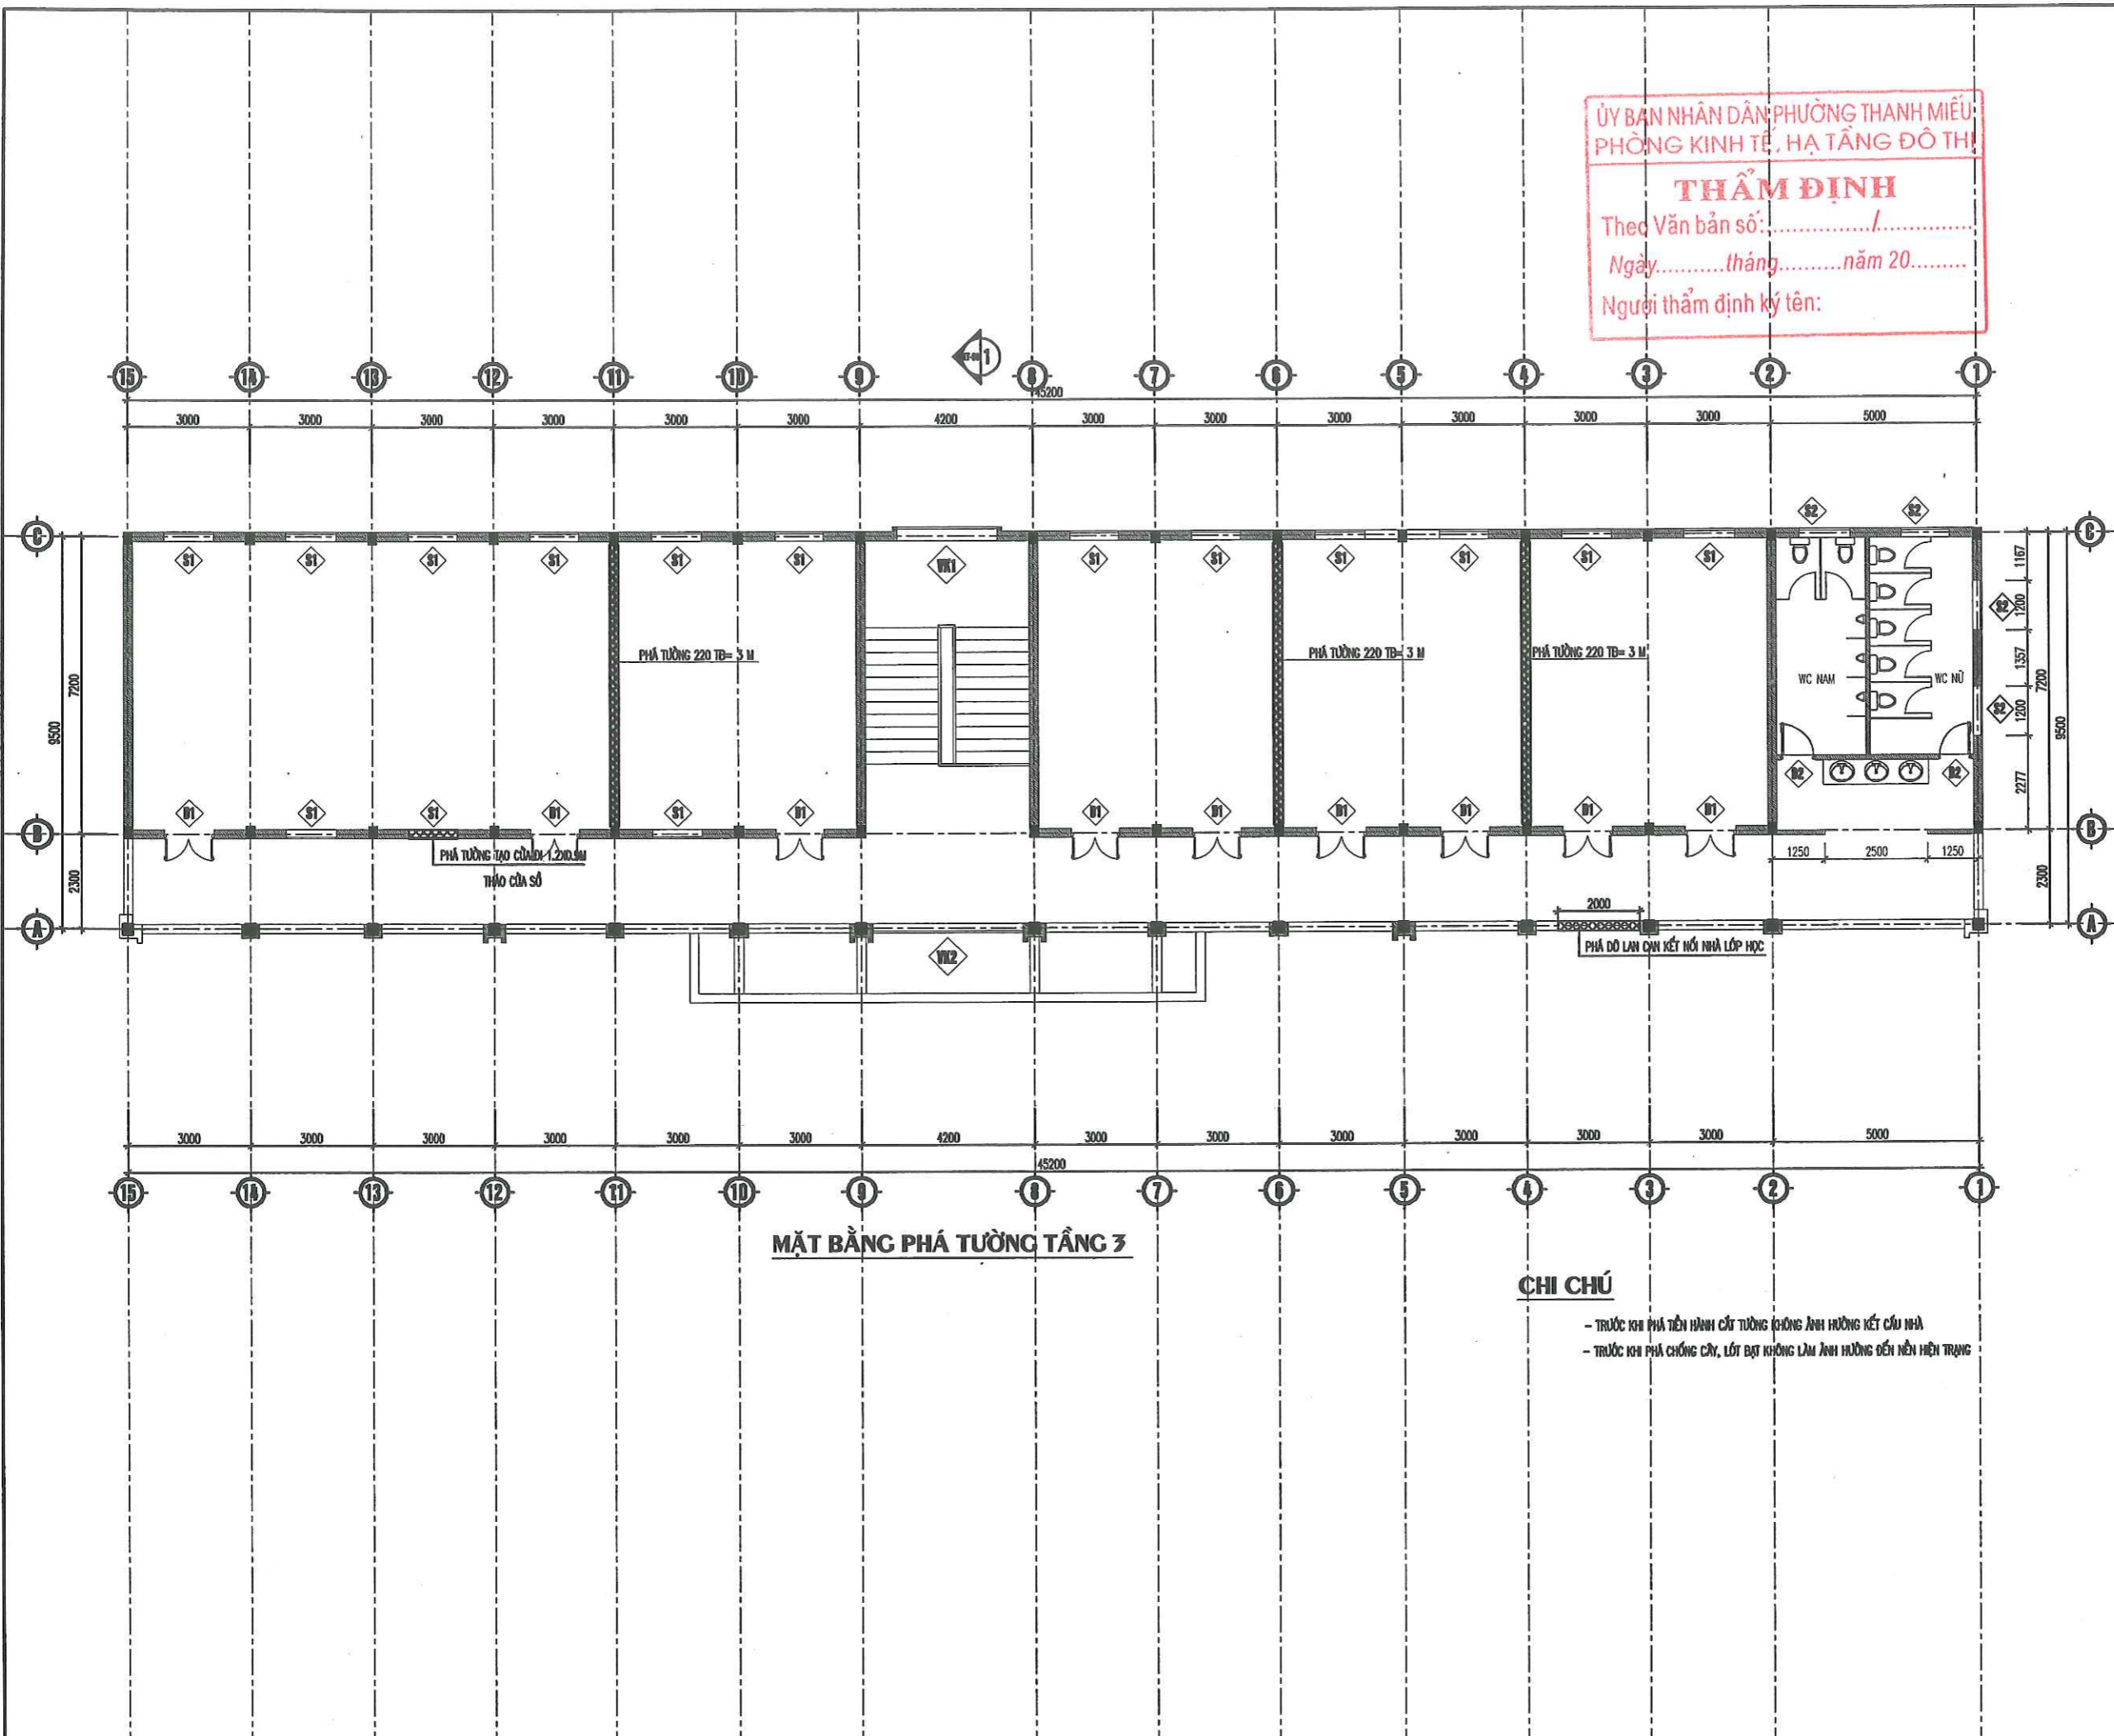 ỦY BAN NHÂN DÂN PHƯỜNG THANH MIẾU
PHÒNG KINH TẾ, HẠ TẦNG ĐÔ THỊ
THẨM ĐỊNH
Theo Văn bản số:................/................
Ngày...........tháng..........năm 20.........
Người thẩm định ký tên:
1
15 14 13 12 11 10 9 8 7 6 5 4 3 2 1
45200
3000 3000 3000 3000 3000 3000 4200 3000 3000 3000 3000 3000 3000 5000
S2 S2
C C
S1 S1 S1 S1 S1 S1 VK1 S1 S1 S1 S1 S1 S1
1167
S2 1200
PHÁ TƯỜNG 220 TB= 3 M
PHÁ TƯỜNG 220 TB= 3 M
PHÁ TƯỜNG 220 TB= 3 M
1357
WC NAM WC NỮ
9500 7200 7200 9500
S2 1200
D2 D2
2277
D1 S1 S1 D1 S1 D1 D1 D1 D1 D1 D1 D1
B B
PHÁ TƯỜNG TẠO CỬA ĐI 1.2X0.9M
THÁO CỬA SỔ
1250 2500 1250
2300 2300
2000
A A
PHÁ DỠ LAN CAN KẾT NỐI NHÀ LỚP HỌC
VK2
3000 3000 3000 3000 3000 3000 4200 3000 3000 3000 3000 3000 3000 5000
45200
15 14 13 12 11 10 9 8 7 6 5 4 3 2 1
MẶT BẰNG PHÁ TƯỜNG TẦNG 3
CHI CHÚ
- TRƯỚC KHI PHÁ TIẾN HÀNH CẮT TƯỜNG KHÔNG ẢNH HƯỞNG KẾT CẤU NHÀ
- TRƯỚC KHI PHÁ CHỐNG CÂY, LÓT BẠT KHÔNG LÀM ẢNH HƯỞNG ĐẾN NỀN HIỆN TRẠNG